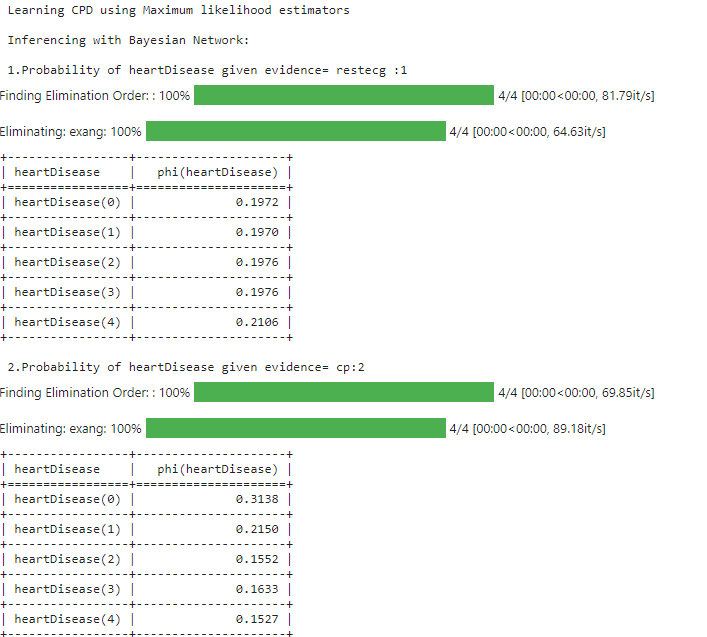 Learning CPD using Maximum likelihood estimators
Inferencing with Bayesian Network:
1.Probability of heartDisease given evidence= restecg :1
Finding Elimination Order: : 100% 4/4 [00:00<00:00, 81.79it/s]
Eliminating: exang: 100% 4/4 [00:00<00:00, 64.63it/s]
+-----------------+---------------------+
| heartDisease    |   phi(heartDisease) |
+=================+=====================+
| heartDisease(0) |              0.1972 |
+-----------------+---------------------+
| heartDisease(1) |              0.1970 |
+-----------------+---------------------+
| heartDisease(2) |              0.1976 |
+-----------------+---------------------+
| heartDisease(3) |              0.1976 |
+-----------------+---------------------+
| heartDisease(4) |              0.2106 |
+-----------------+---------------------+
2.Probability of heartDisease given evidence= cp:2
Finding Elimination Order: : 100% 4/4 [00:00<00:00, 69.85it/s]
Eliminating: exang: 100% 4/4 [00:00<00:00, 89.18it/s]
+-----------------+---------------------+
| heartDisease    |   phi(heartDisease) |
+=================+=====================+
| heartDisease(0) |              0.3138 |
+-----------------+---------------------+
| heartDisease(1) |              0.2150 |
+-----------------+---------------------+
| heartDisease(2) |              0.1552 |
+-----------------+---------------------+
| heartDisease(3) |              0.1633 |
+-----------------+---------------------+
| heartDisease(4) |              0.1527 |
+-----------------+---------------------+